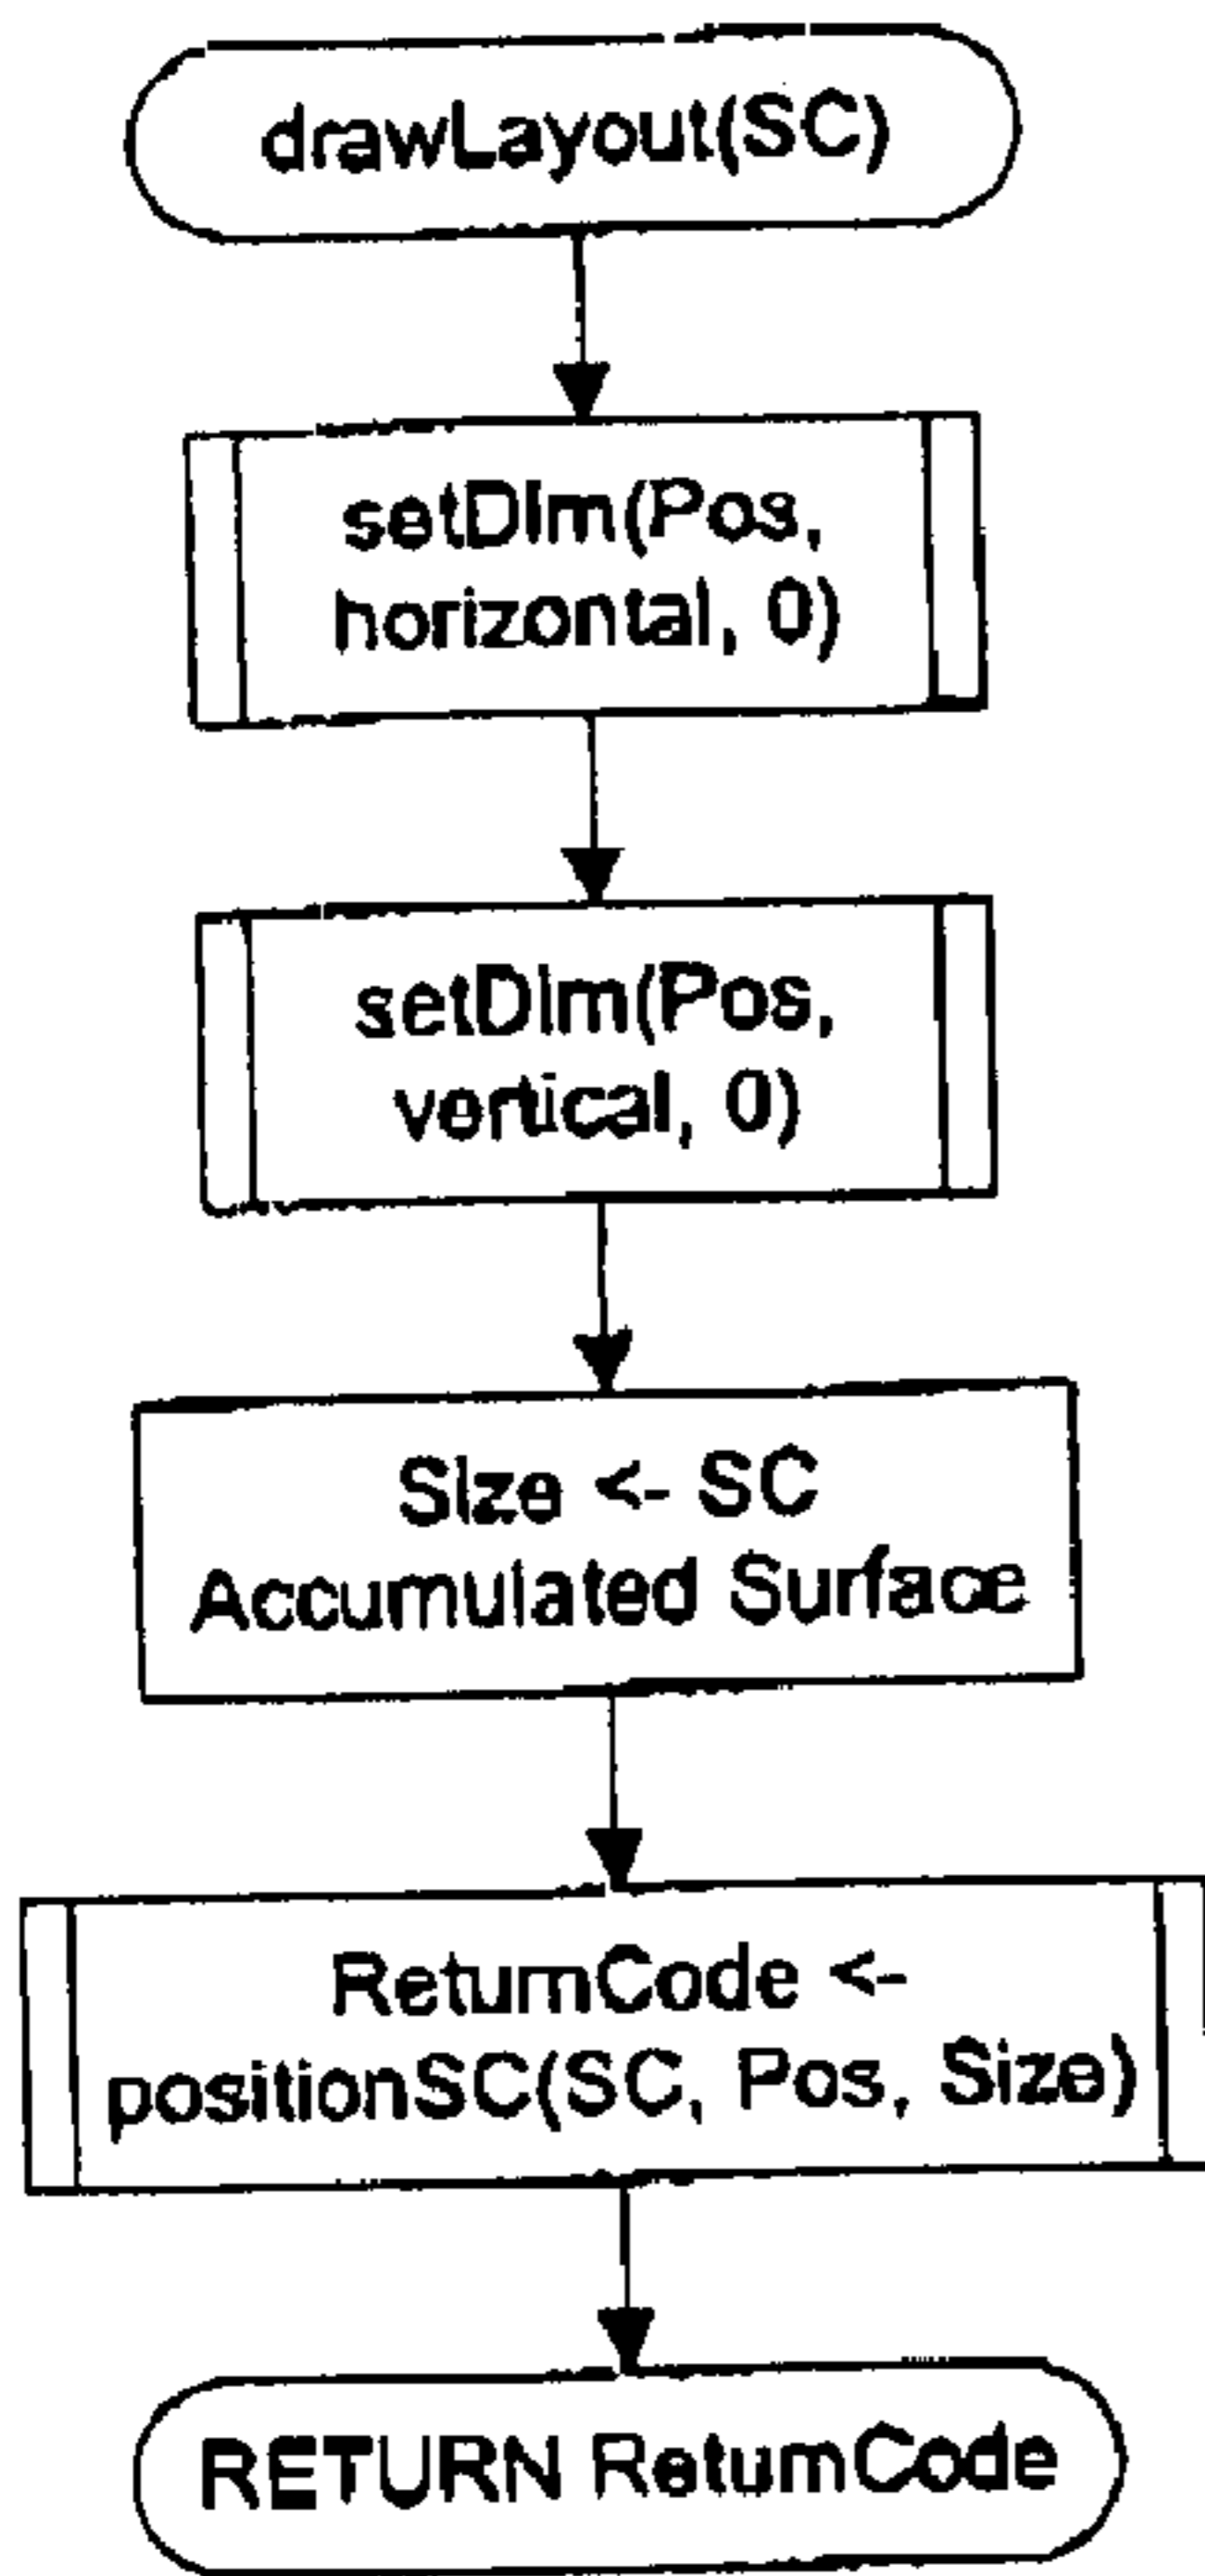 drawLayout(SC)
setDim(Pos,
horizontal, 0)
setDim(Pos,
vertical, 0)
Size <- SC
Accumulated Surface
ReturnCode <-
positionSC(SC, Pos, Size)
RETURN ReturnCode